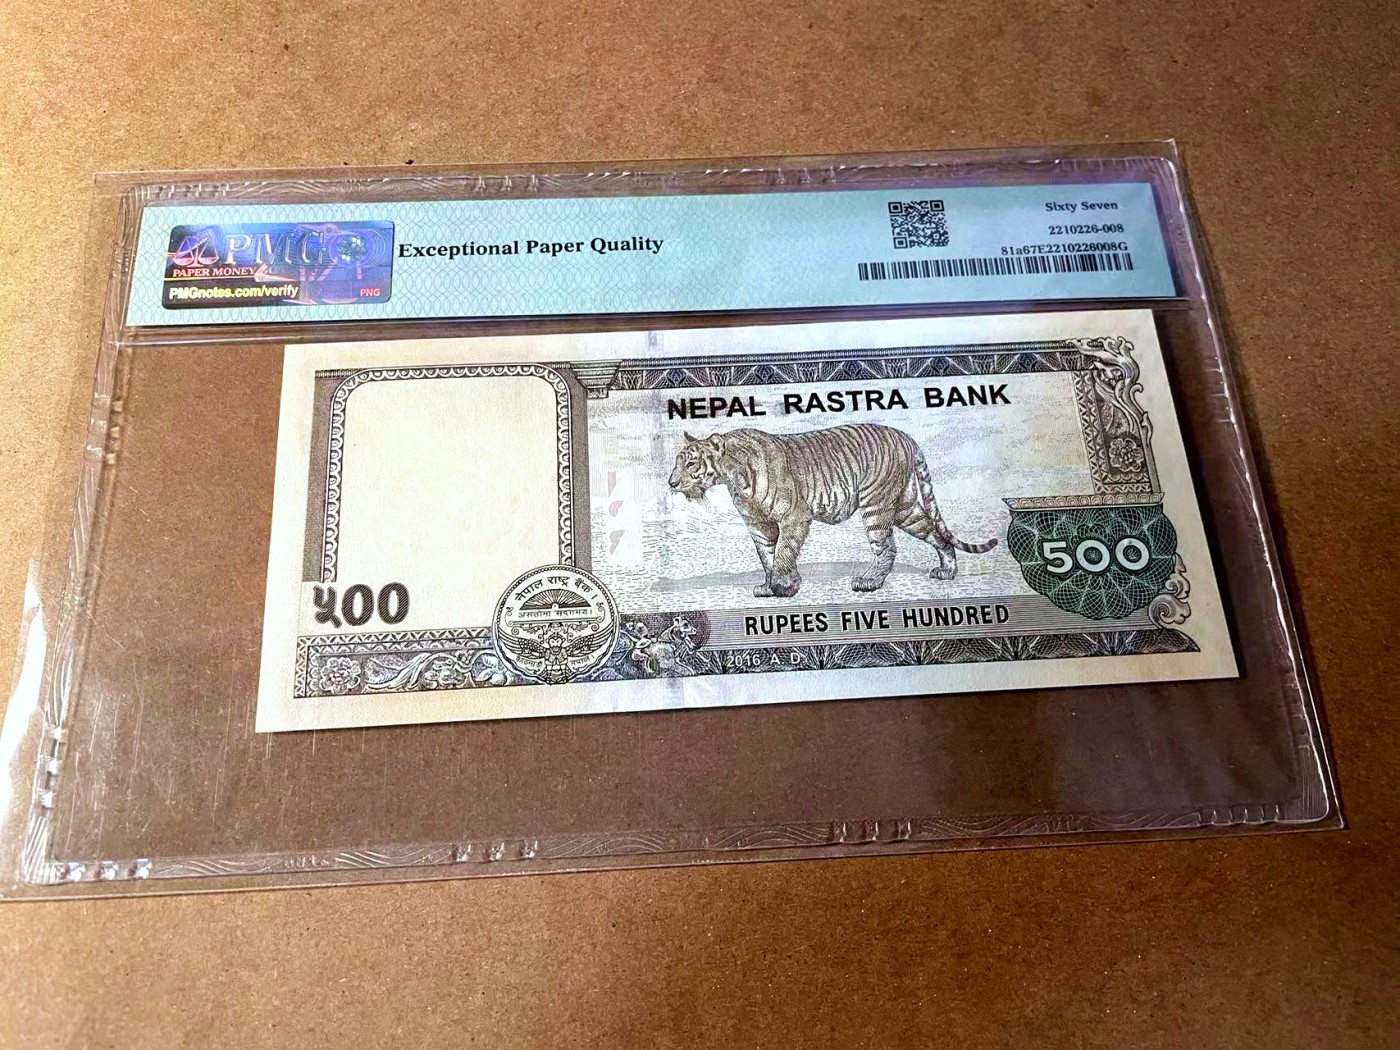 PMG
PAPER MONEY
PMGnotes.com/verify
PNG
Exceptional Paper Quality
Sixty Seven
2210226-008
81a67E2210226008G
NEPAL RASTRA BANK
500
५00
नेपाल राष्ट्र बैंक
RUPEES FIVE HUNDRED
2016 A. D.